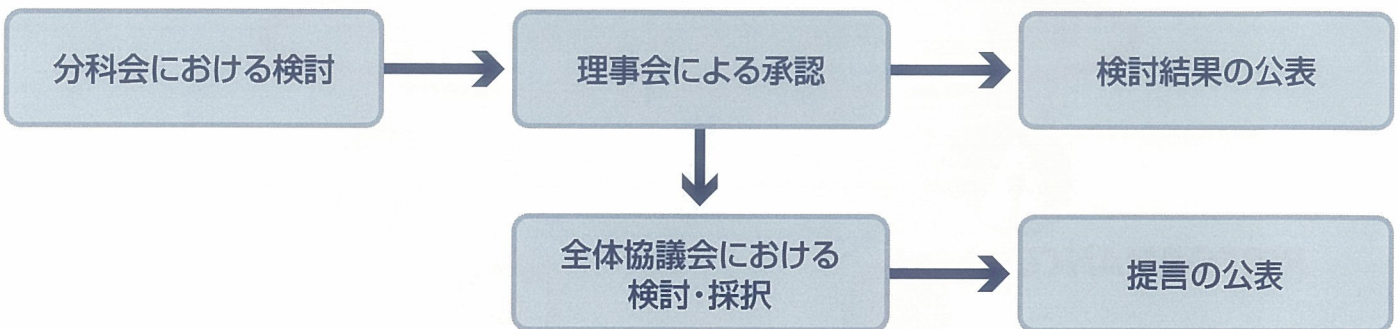 分科会における検討
理事会による承認
検討結果の公表
全体協議会における
検討・採択
提言の公表